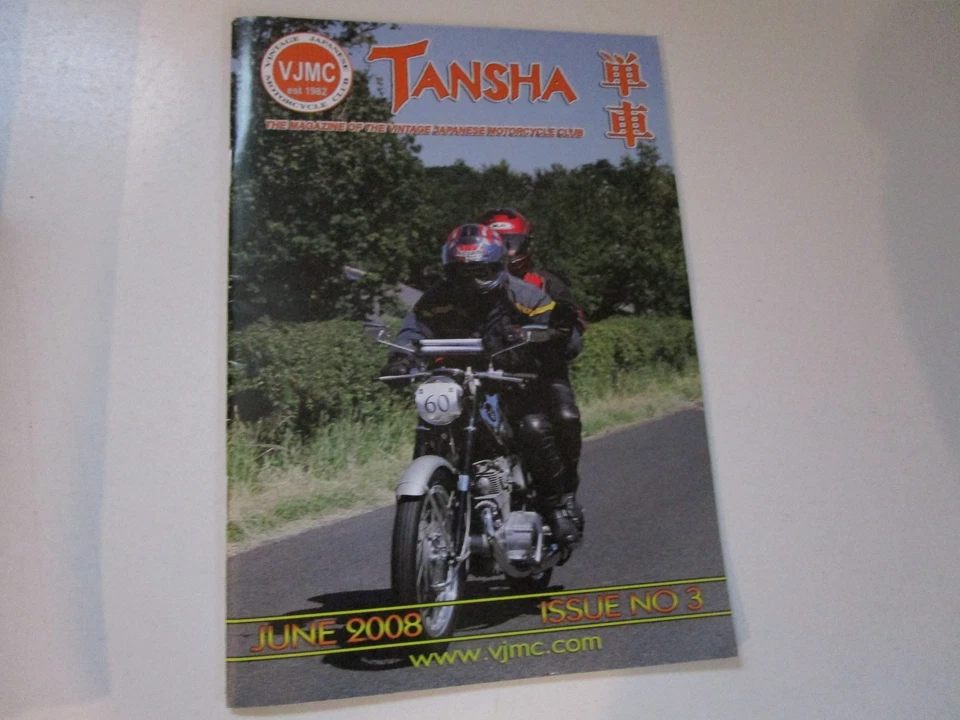 VINTAGE JAPANESE
VJMC
est 1982
MOTORCYCLE CLUB
TANSHA
単車
THE MAGAZINE OF THE VINTAGE JAPANESE MOTORCYCLE CLUB
60
JUNE 2008
ISSUE NO 3
www.vjmc.com